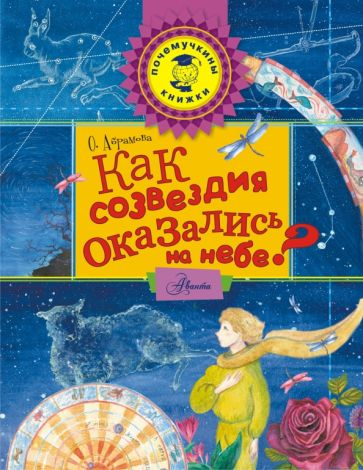 почемучкины
книжки
О. Абрамова
Как
созвездия
оказались
на небе?
Аванта